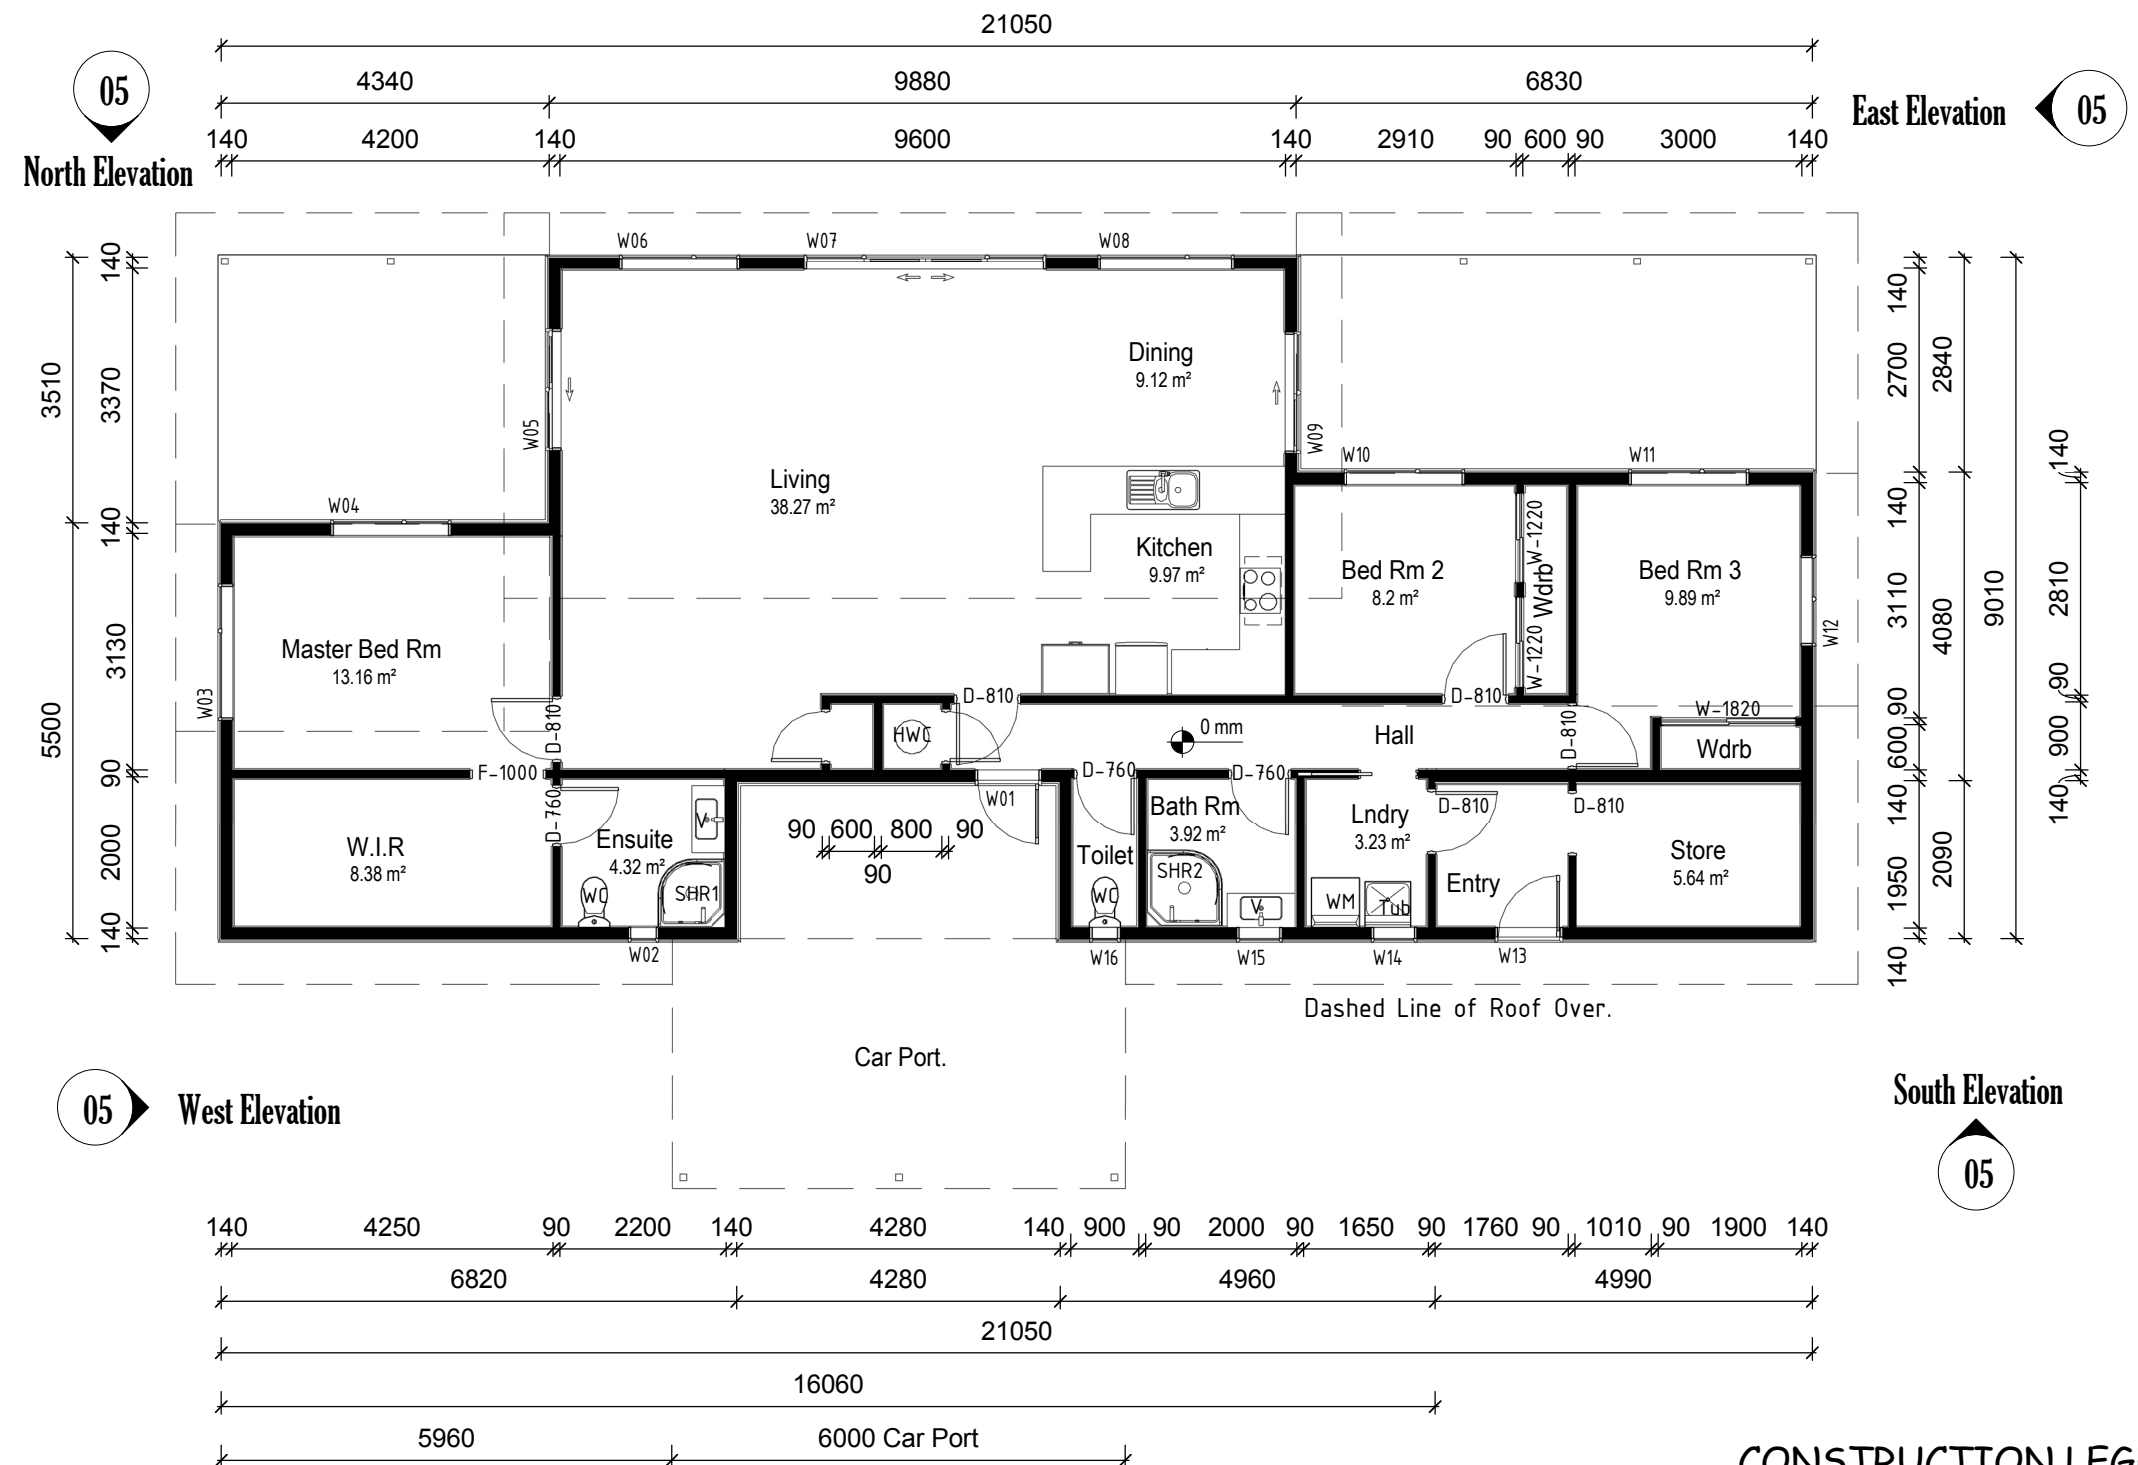 21050
05
4340
9880
6830
East Elevation
05
140
4200
140
9600
140
2910
90
600
90
3000
140
North Elevation
W06
W07
W08
140
3510
3370
W05
Dining
9.12 m²
W09
140
2700
2840
W10
W11
140
Living
38.27 m²
W04
140
Kitchen
9.97 m²
Bed Rm 2
8.2 m²
W-1220
Wdrb
W-1220
Bed Rm 3
9.89 m²
W12
140
3110
4080
9010
2810
Master Bed Rm
13.16 m²
W03
3130
5500
D-810
D-810
D-810
W-1820
90
90
HWC
0 mm
Hall
D-810
Wdrb
600
900
90
F-1000
D-760
D-760
D-760
W01
D-810
D-810
140
140
W.I.R
8.38 m²
Ensuite
4.32 m²
V
90
600
800
90
90
Toilet
Bath Rm
3.92 m²
Lndry
3.23 m²
Store
5.64 m²
2000
1950
2090
WC
SHR1
WC
SHR2
V
WM
Tub
Entry
140
140
W02
W16
W15
W14
W13
Dashed Line of Roof Over.
Car Port.
05
West Elevation
South Elevation
05
140
4250
90
2200
140
4280
140
900
90
2000
90
1650
90
1760
90
1010
90
1900
140
6820
4280
4960
4990
21050
16060
5960
6000 Car Port
CONSTRUCTION LEG